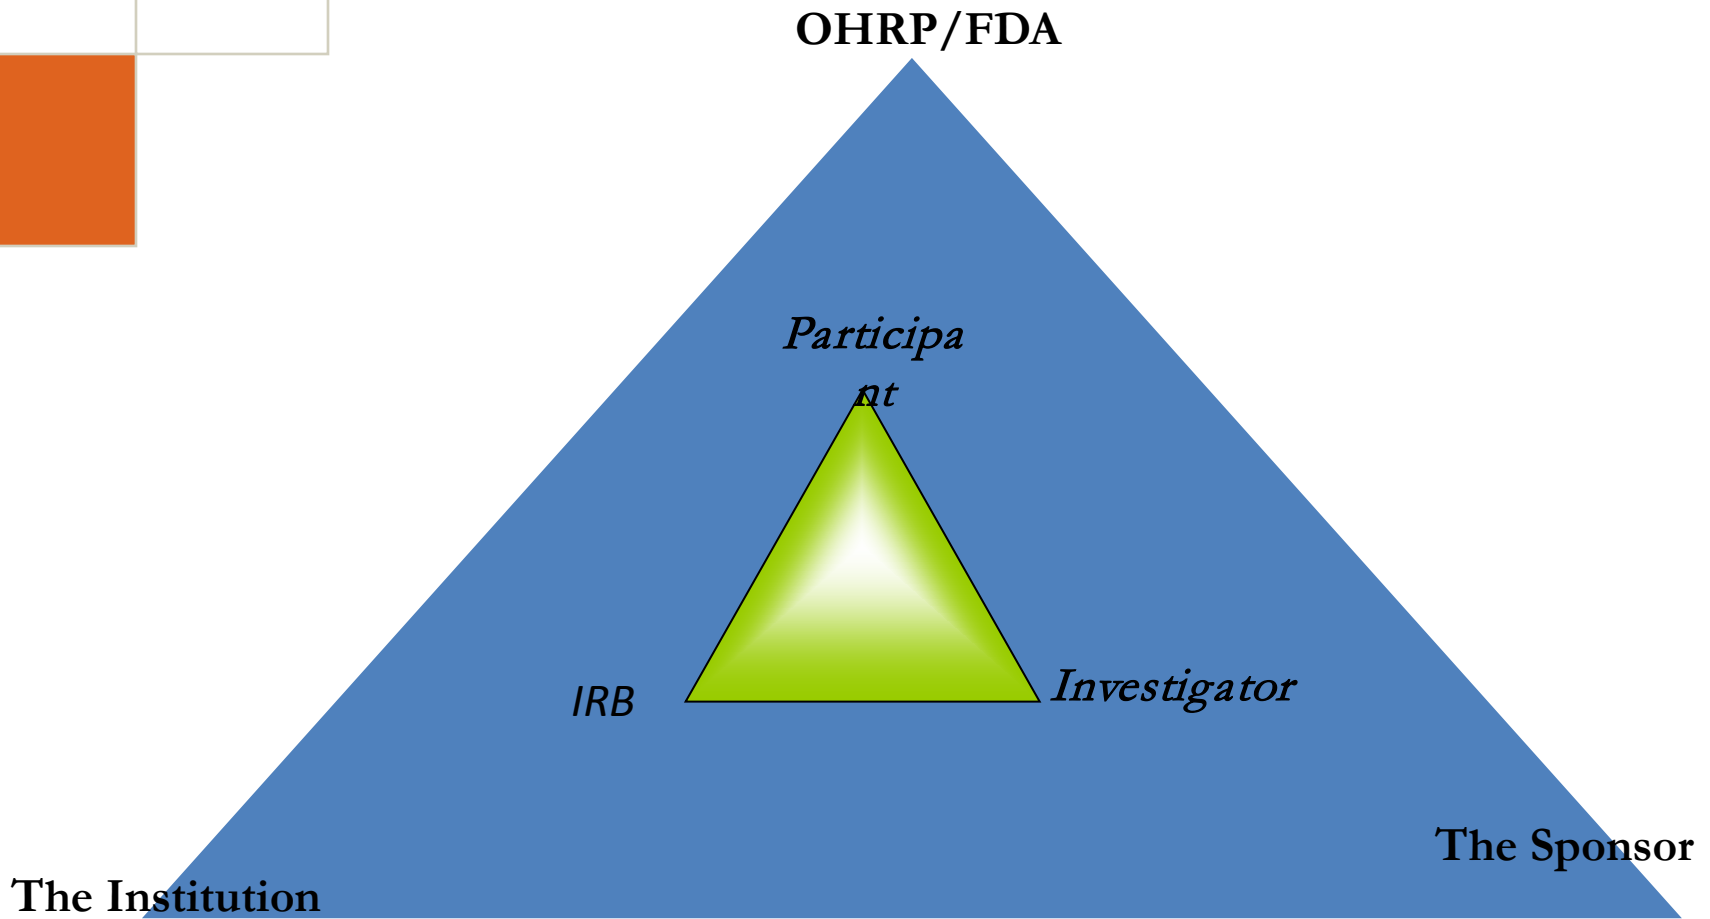 OHRP/FDA
Participa
nt
IRB
Investigator
The Sponsor
The Institution